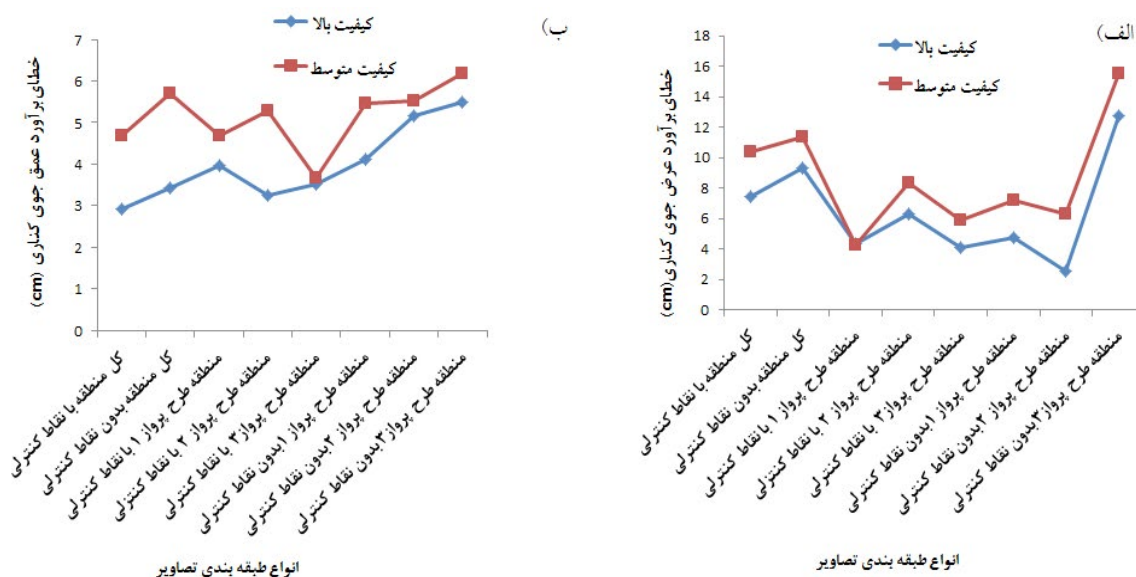 الف)
خطای برآورد عرض جوی کناری (cm)
18
16
14
12
10
8
6
4
2
0
کیفیت بالا
کیفیت متوسط
کل منطقه با نقاط کنترلی
کل منطقه بدون نقاط کنترلی
منطقه طرح پرواز ۱ با نقاط کنترلی
منطقه طرح پرواز ۲ با نقاط کنترلی
منطقه طرح پرواز ۳ با نقاط کنترلی
منطقه طرح پرواز ۱بدون نقاط کنترلی
منطقه طرح پرواز ۲بدون نقاط کنترلی
منطقه طرح پرواز ۳بدون نقاط کنترلی
انواع طبقه بندی تصاویر
ب)
خطای برآورد عمق جوی کناری (cm)
7
6
5
4
3
2
1
0
کیفیت بالا
کیفیت متوسط
کل منطقه با نقاط کنترلی
کل منطقه بدون نقاط کنترلی
منطقه طرح پرواز ۱ با نقاط کنترلی
منطقه طرح پرواز ۲ با نقاط کنترلی
منطقه طرح پرواز ۳ با نقاط کنترلی
منطقه طرح پرواز ۱بدون نقاط کنترلی
منطقه طرح پرواز ۲بدون نقاط کنترلی
منطقه طرح پرواز ۳بدون نقاط کنترلی
انواع طبقه بندی تصاویر